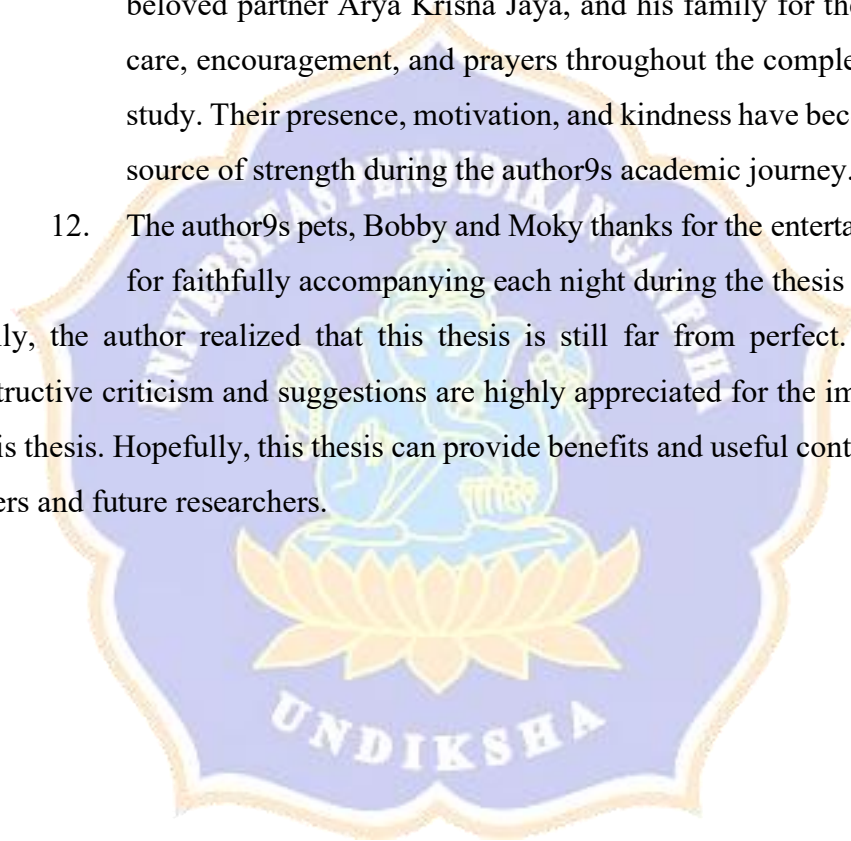 beloved partner Arya Krisna Jaya, and his family for the
care, encouragement, and prayers throughout the comple
study. Their presence, motivation, and kindness have bec
source of strength during the author9s academic journey.
12. The author9s pets, Bobby and Moky thanks for the enterta
for faithfully accompanying each night during the thesis
ly, the author realized that this thesis is still far from perfect.
tructive criticism and suggestions are highly appreciated for the im
is thesis. Hopefully, this thesis can provide benefits and useful cont
ers and future researchers.
UNIVERSITAS PENDIDIKAN GANESHA
UNDIKSHA